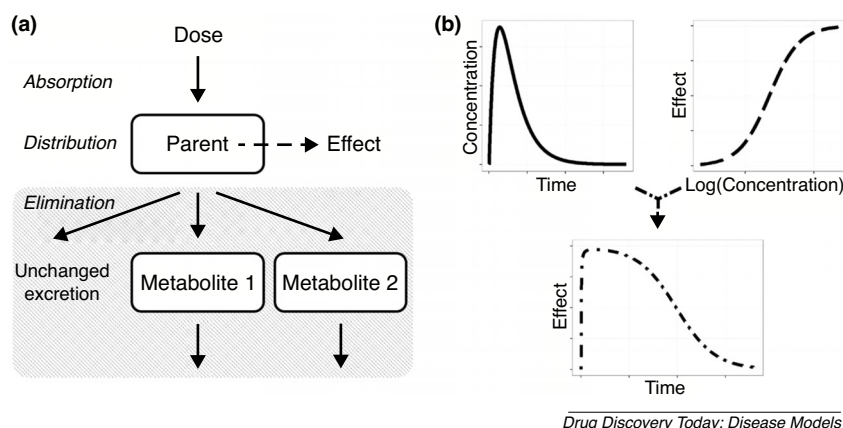 (a)
Dose
Absorption
Distribution
Parent
Effect
Elimination
Unchanged
excretion
Metabolite 1
Metabolite 2
(b)
Concentration
Time
Effect
Log(Concentration)
Effect
Time
Drug Discovery Today: Disease Models